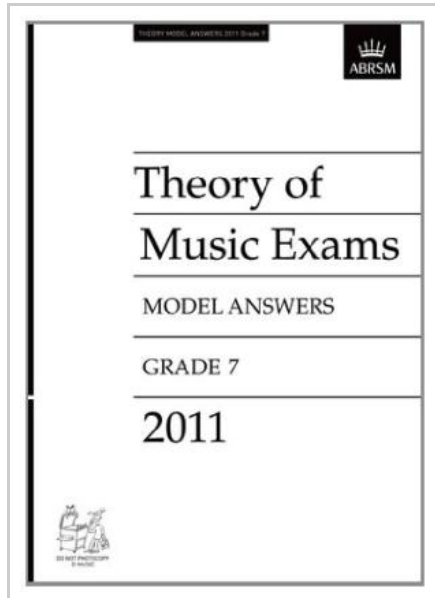 THEORY MODEL ANSWERS 2011 Grade 7
ABRSM
Theory of
Music Exams
MODEL ANSWERS
GRADE 7
2011
DO NOT PHOTOCOPY
© MUSIC